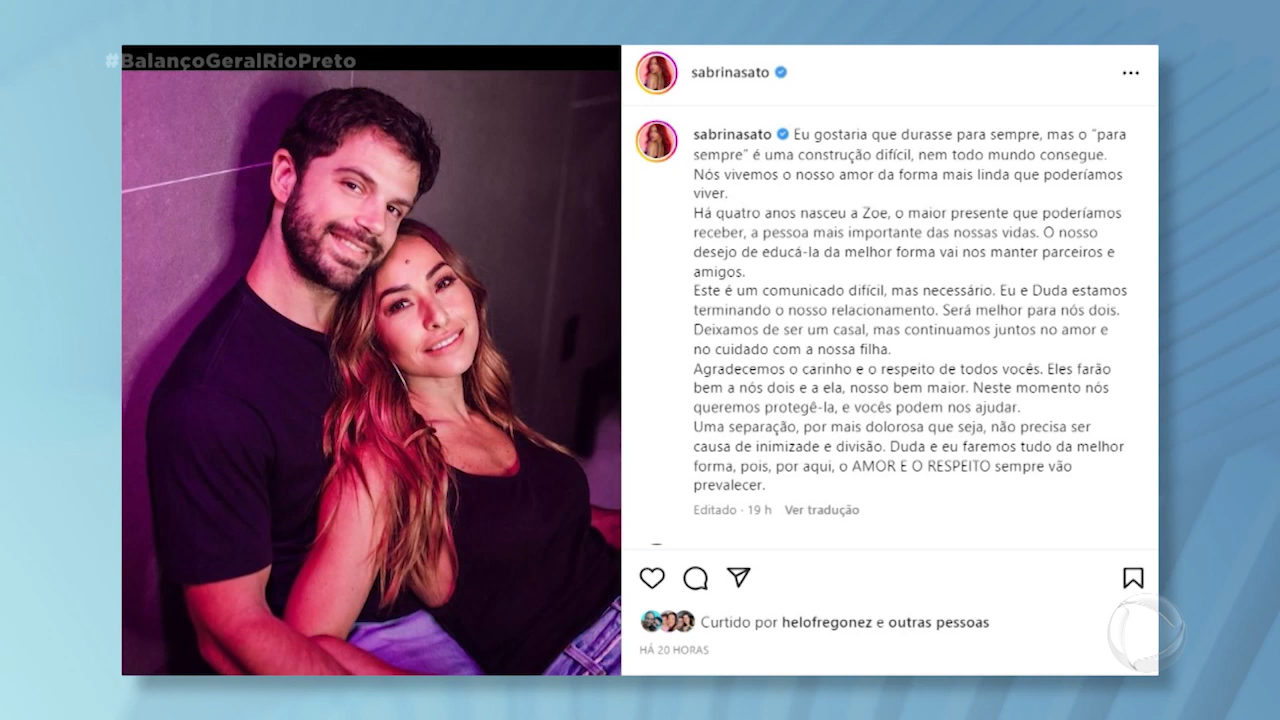 #BalançoGeralRioPreto
sabrinasato
sabrinasato Eu gostaria que durasse para sempre, mas o "para
sempre" é uma construção difícil, nem todo mundo consegue.
Nós vivemos o nosso amor da forma mais linda que poderíamos
viver.
Há quatro anos nasceu a Zoe, o maior presente que poderíamos
receber, a pessoa mais importante das nossas vidas. O nosso
desejo de educá-la da melhor forma vai nos manter parceiros e
amigos.
Este é um comunicado difícil, mas necessário. Eu e Duda estamos
terminando o nosso relacionamento. Será melhor para nós dois.
Deixamos de ser um casal, mas continuamos juntos no amor e
no cuidado com a nossa filha.
Agradecemos o carinho e o respeito de todos vocês. Eles farão
bem a nós dois e a ela, nosso bem maior. Neste momento nós
queremos protegê-la, e vocês podem nos ajudar.
Uma separação, por mais dolorosa que seja, não precisa ser
causa de inimizade e divisão. Duda e eu faremos tudo da melhor
forma, pois, por aqui, o AMOR E O RESPEITO sempre vão
prevalecer.
Editado · 19 h Ver tradução
Curtido por helofregonez e outras pessoas
HÁ 20 HORAS